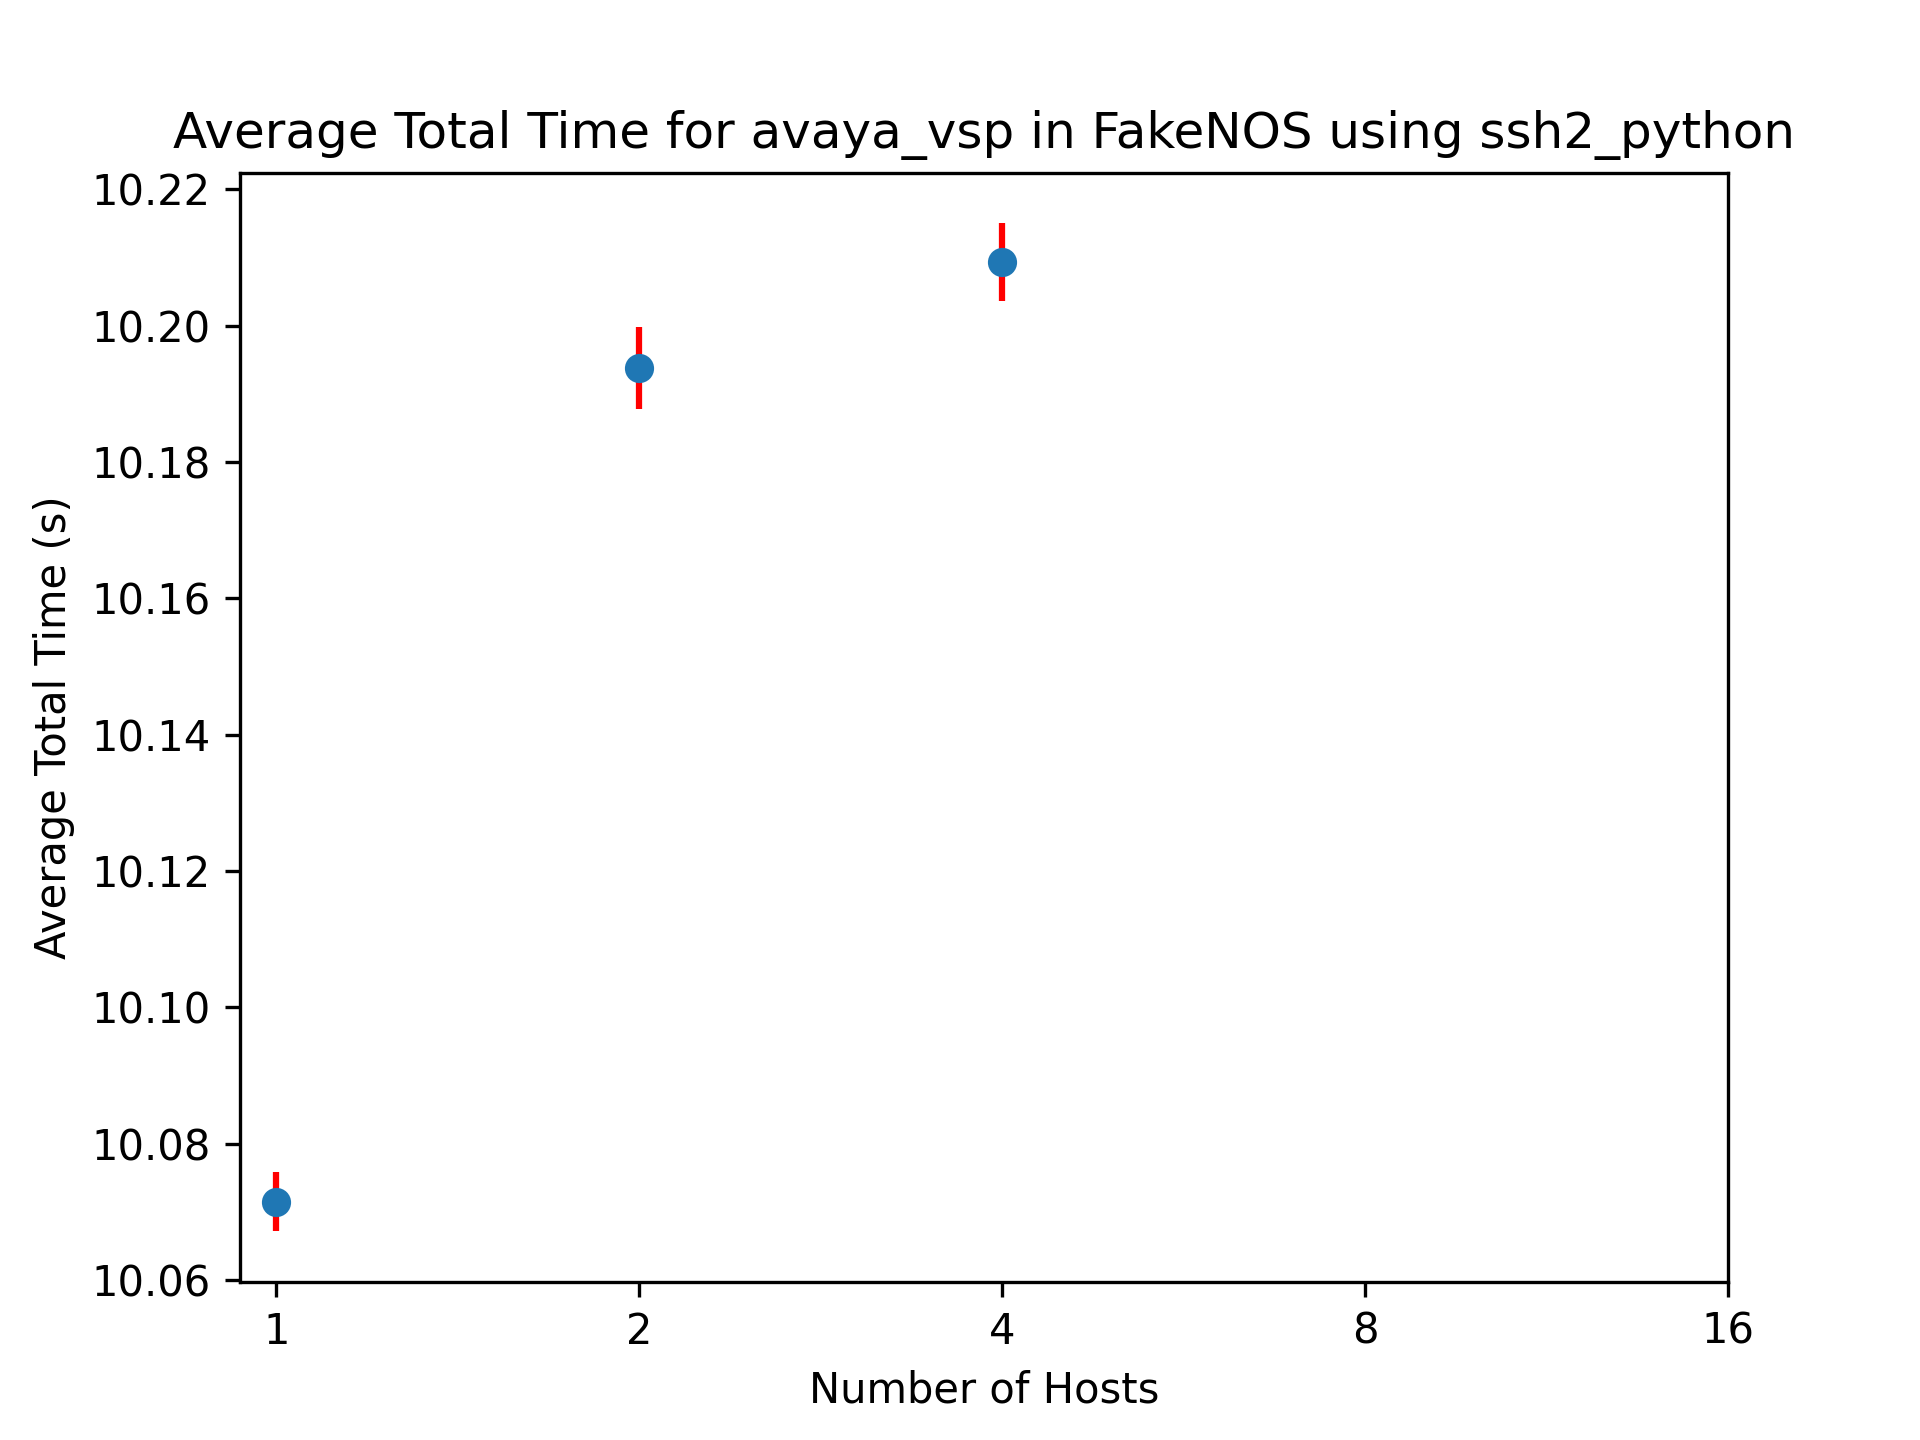 Average Total Time for avaya_vsp in FakeNOS using ssh2_python
10.22
10.20
10.18
10.16
10.14
10.12
10.10
10.08
10.06
Average Total Time (s)
1 2 4 8 16
Number of Hosts